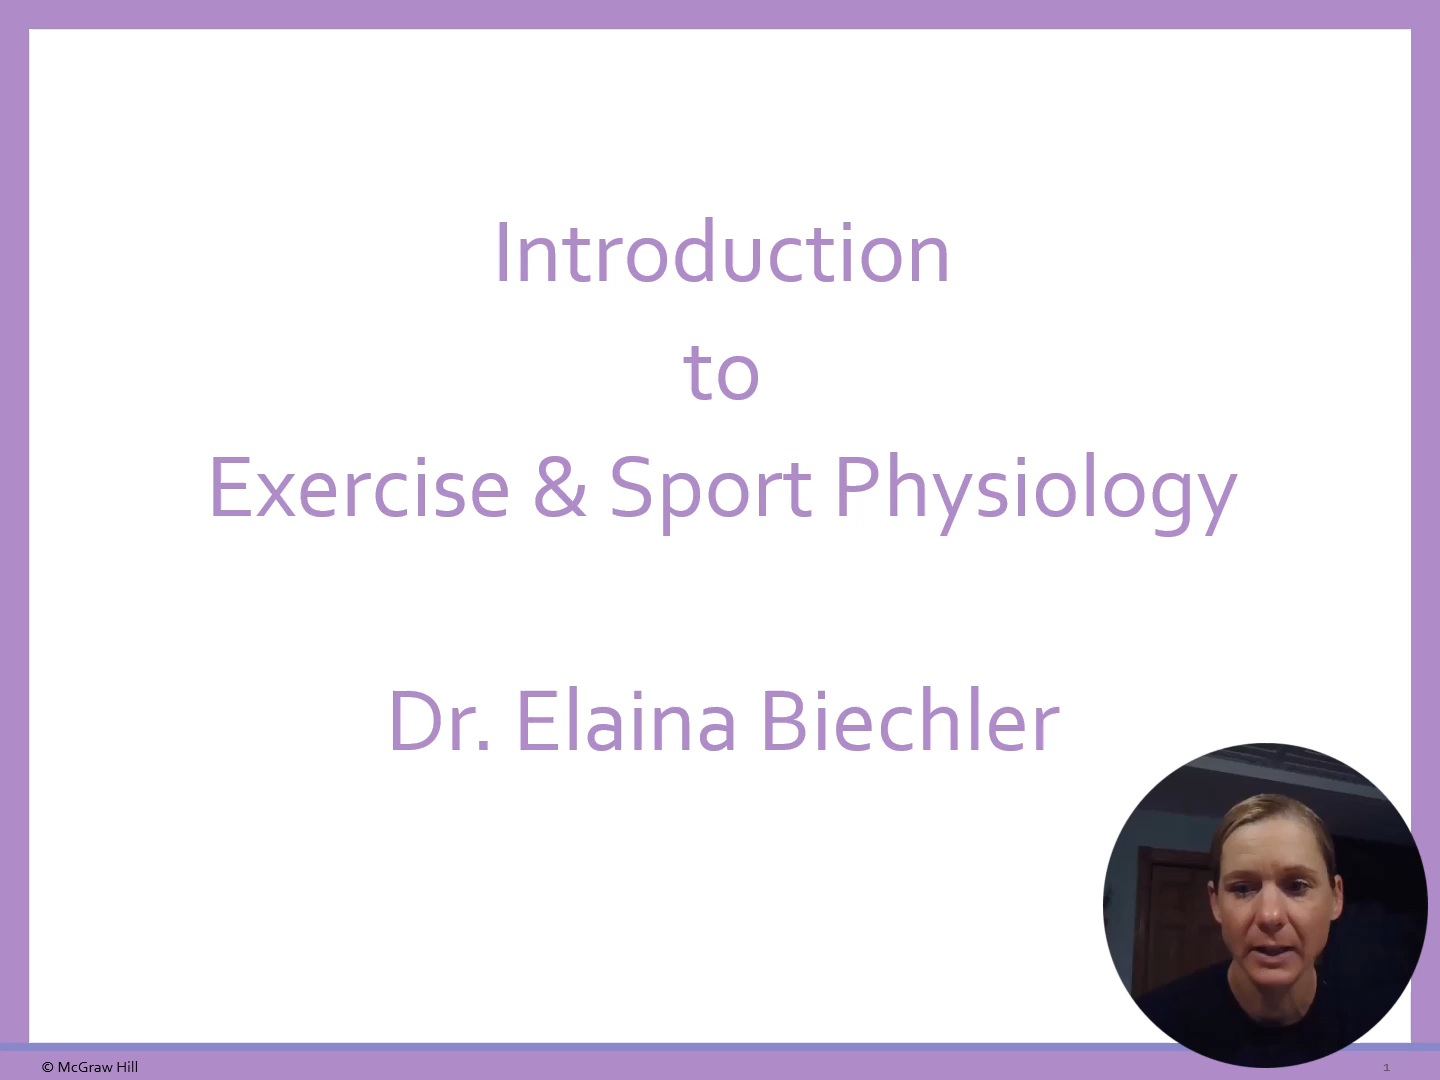 Introduction
to
Exercise & Sport Physiology
Dr. Elaina Biechler
© McGraw Hill
1